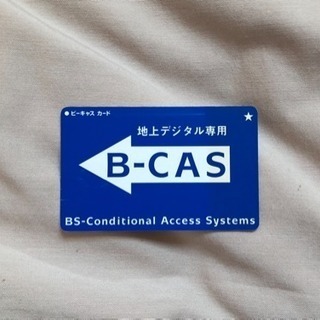 ●ビーキャス カード
★
地上デジタル専用
B-CAS
BS-Conditional Access Systems